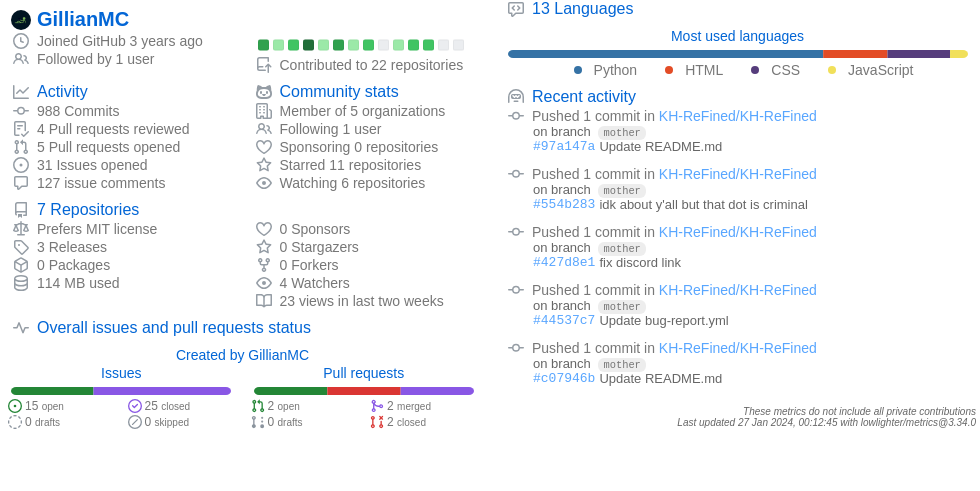 GillianMC
Joined GitHub 3 years ago
Followed by 1 user
Contributed to 22 repositories
Activity
988 Commits
4 Pull requests reviewed
5 Pull requests opened
31 Issues opened
127 issue comments
Community stats
Member of 5 organizations
Following 1 user
Sponsoring 0 repositories
Starred 11 repositories
Watching 6 repositories
7 Repositories
Prefers MIT license
3 Releases
0 Packages
114 MB used
0 Sponsors
0 Stargazers
0 Forkers
4 Watchers
23 views in last two weeks
Overall issues and pull requests status
Created by GillianMC
Issues
15 open
25 closed
0 drafts
0 skipped
Pull requests
2 open
2 merged
0 drafts
2 closed
13 Languages
Most used languages
Python HTML CSS JavaScript
Recent activity
Pushed 1 commit in KH-ReFined/KH-ReFined
on branch mother
#97a147a Update README.md
Pushed 1 commit in KH-ReFined/KH-ReFined
on branch mother
#554b283 idk about y'all but that dot is criminal
Pushed 1 commit in KH-ReFined/KH-ReFined
on branch mother
#427d8e1 fix discord link
Pushed 1 commit in KH-ReFined/KH-ReFined
on branch mother
#44537c7 Update bug-report.yml
Pushed 1 commit in KH-ReFined/KH-ReFined
on branch mother
#c07946b Update README.md
These metrics do not include all private contributions
Last updated 27 Jan 2024, 00:12:45 with lowlighter/metrics@3.34.0